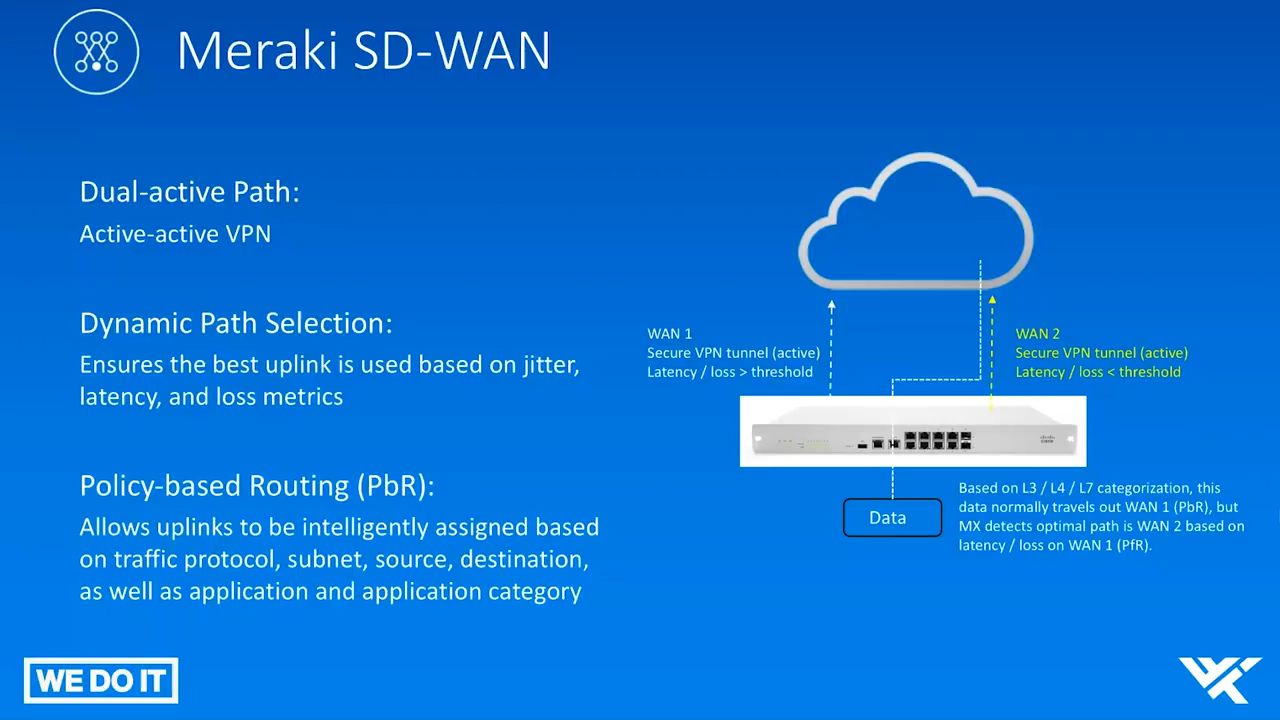 Meraki SD-WAN
Dual-active Path:
Active-active VPN
Dynamic Path Selection:
Ensures the best uplink is used based on jitter,
latency, and loss metrics
Policy-based Routing (PbR):
Allows uplinks to be intelligently assigned based
on traffic protocol, subnet, source, destination,
as well as application and application category
WAN 1
Secure VPN tunnel (active)
Latency / loss > threshold
WAN 2
Secure VPN tunnel (active)
Latency / loss < threshold
Data
Based on L3 / L4 / L7 categorization, this
data normally travels out WAN 1 (PbR), but
MX detects optimal path is WAN 2 based on
latency / loss on WAN 1 (PfR).
WE DO IT